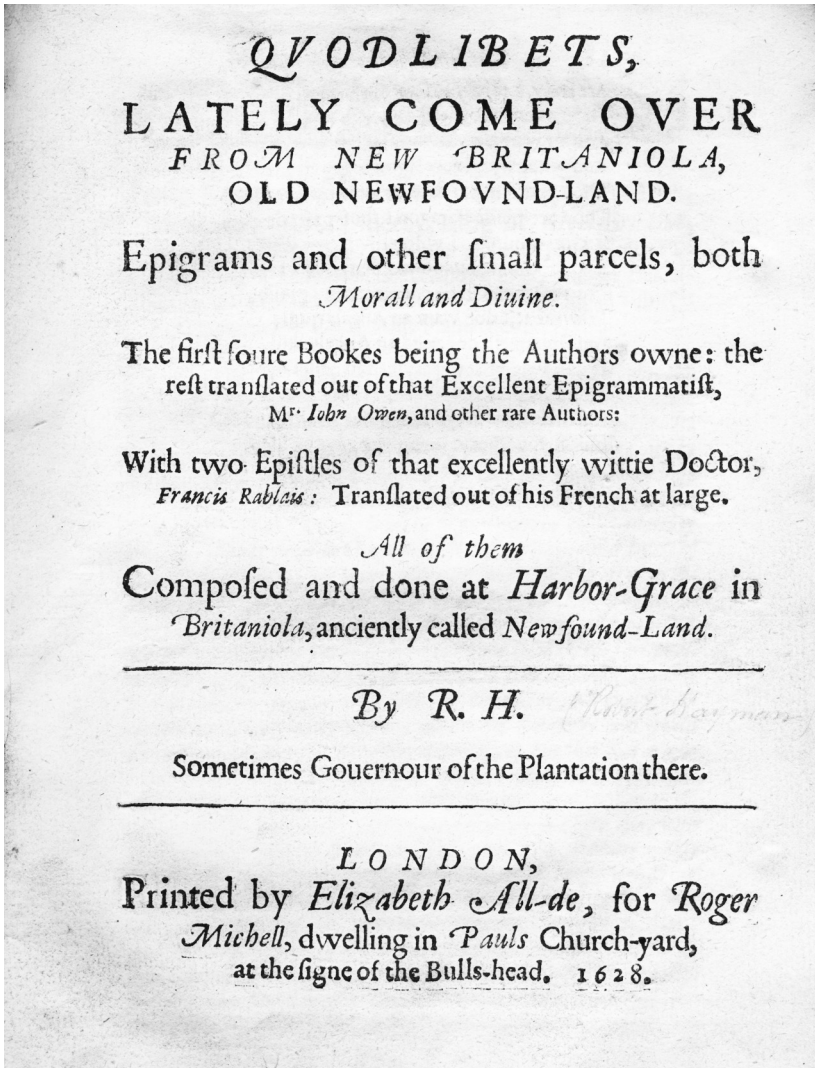 QVODLIBETS,
LATELY COME OVER
FROM NEW BRITANIOLA,
OLD NEWFOVND-LAND.
Epigrams and other ſmall parcels, both
Morall and Diuine.
The firſt foure Bookes being the Authors owne: the
reſt tranſlated out of that Excellent Epigrammatiſt,
Mr. Iohn Owen, and other rare Authors:
With two Epiſtles of that excellently wittie Doctor,
Francis Rablais: Tranſlated out of his French at large.
All of them
Compoſed and done at Harbor-Grace in
Britaniola, anciently called Newfound-Land.
By R. H. (Robert Hayman)
Sometimes Gouernour of the Plantation there.
LONDON,
Printed by Elizabeth All-de, for Roger
Michell, dwelling in Pauls Church-yard,
at the ſigne of the Bulls-head. 1628.